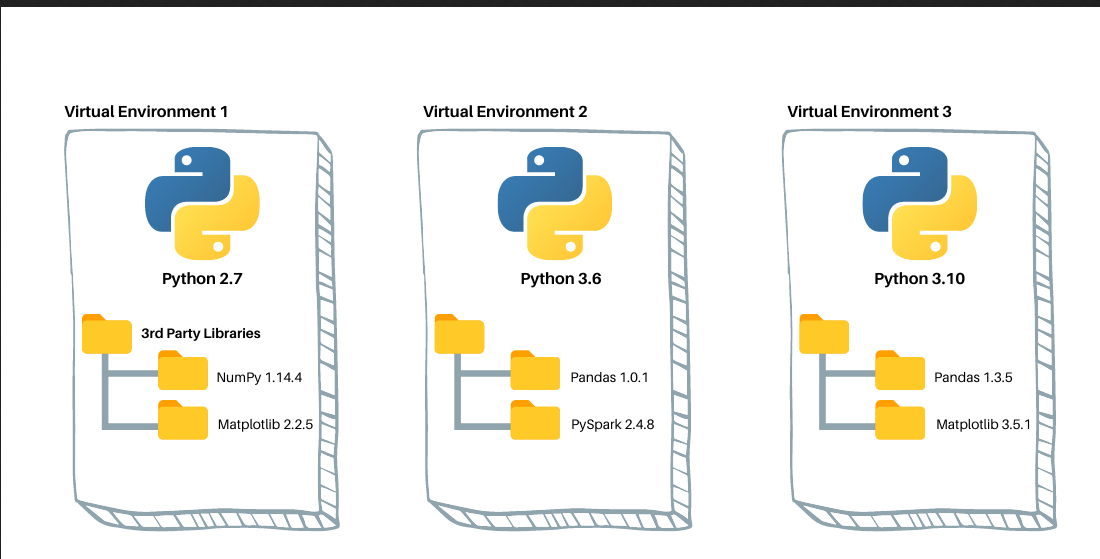 Virtual Environment 1
Python 2.7
3rd Party Libraries
NumPy 1.14.4
Matplotlib 2.2.5
Virtual Environment 2
Python 3.6
Pandas 1.0.1
PySpark 2.4.8
Virtual Environment 3
Python 3.10
Pandas 1.3.5
Matplotlib 3.5.1